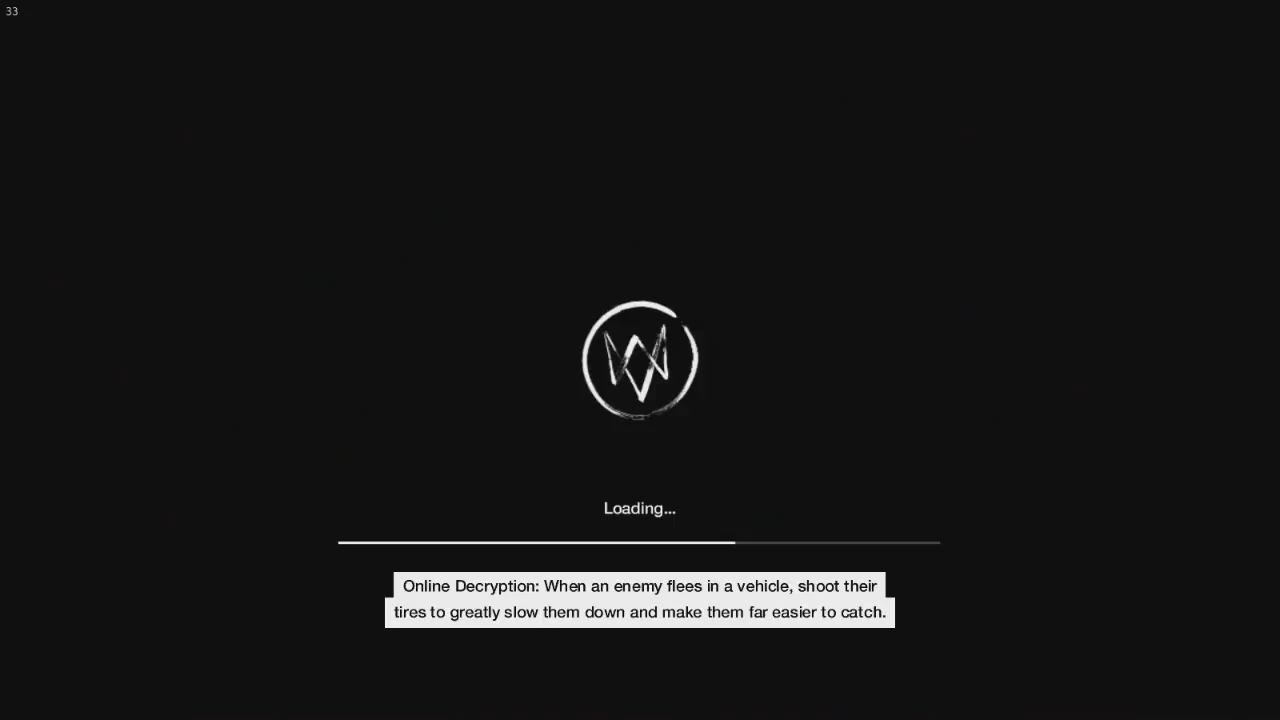 33
Loading...
Online Decryption: When an enemy flees in a vehicle, shoot their
tires to greatly slow them down and make them far easier to catch.